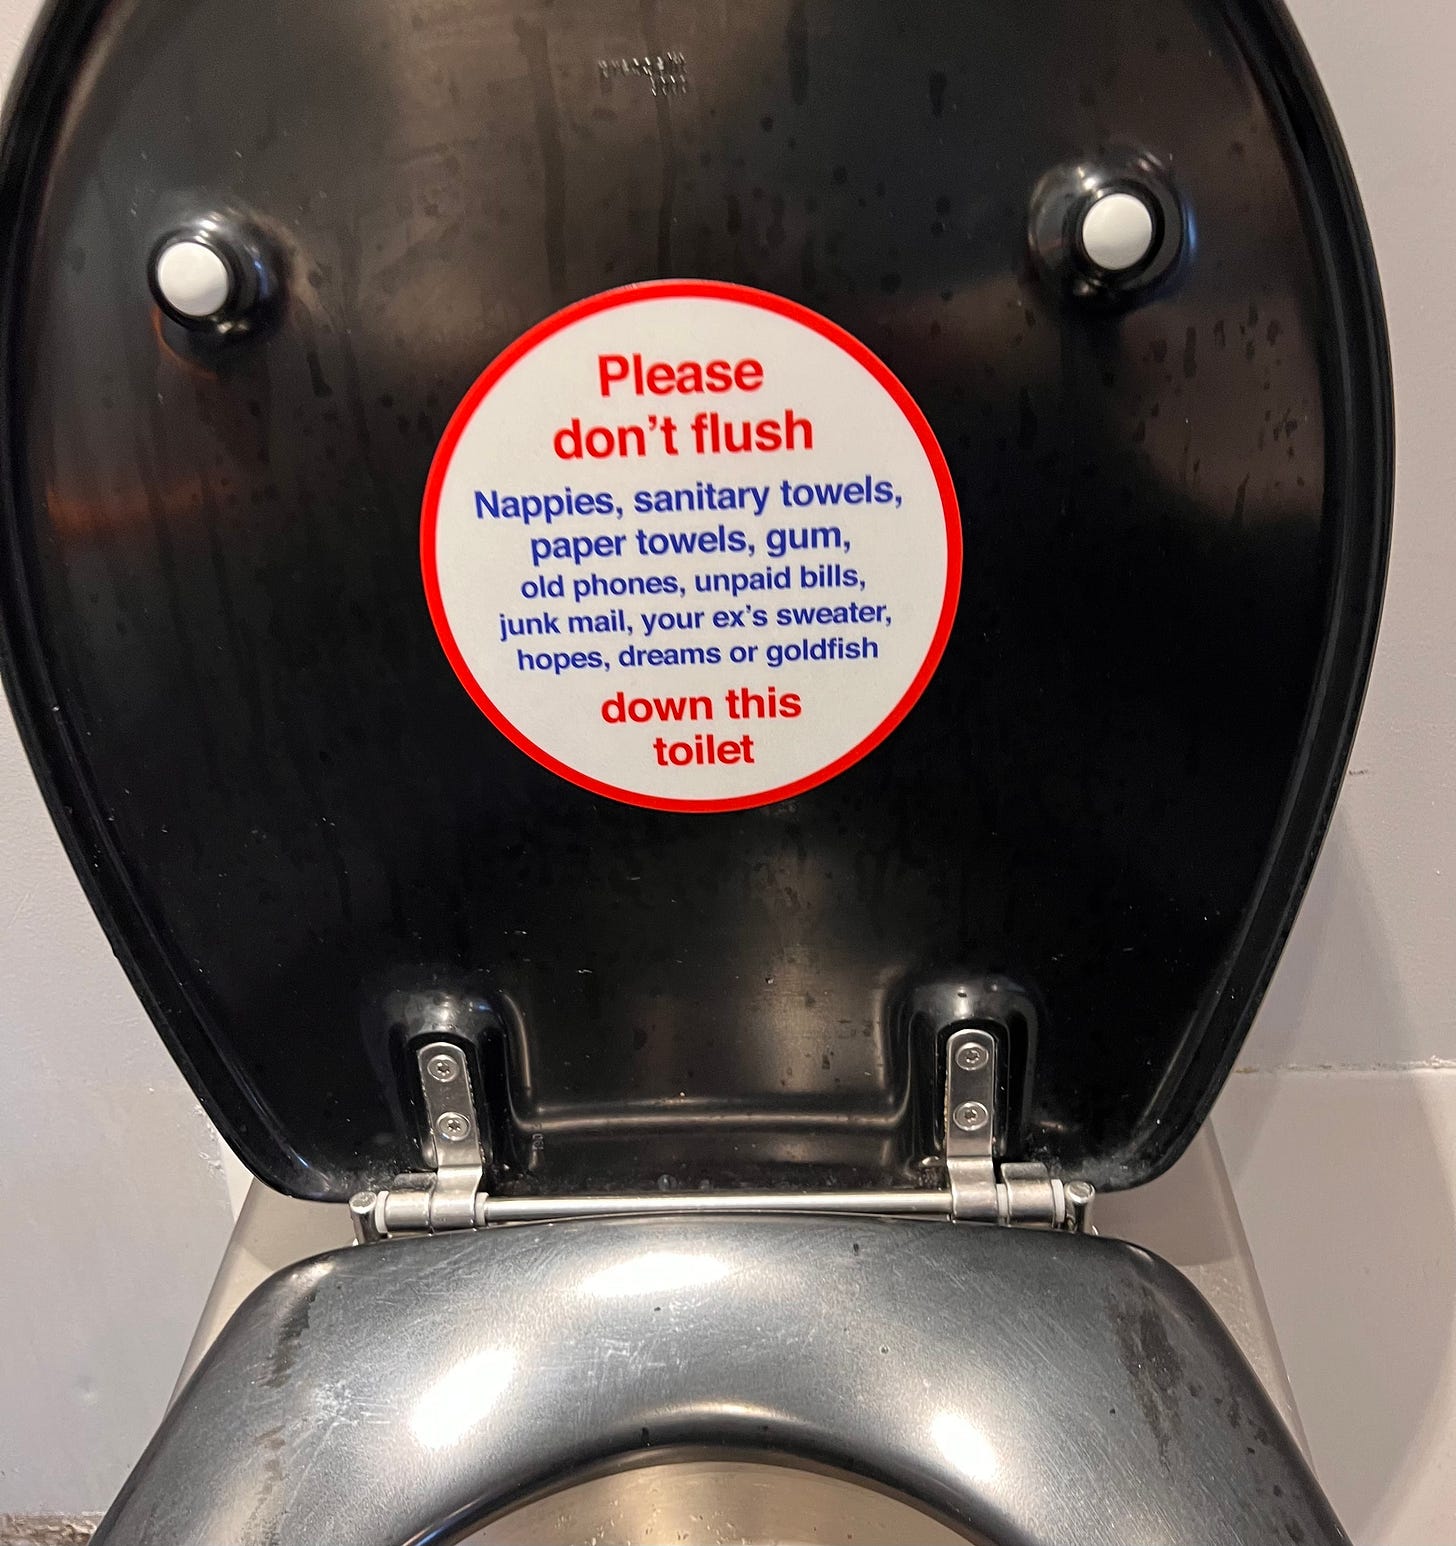 Please
don't flush
Nappies, sanitary towels,
paper towels, gum,
old phones, unpaid bills,
junk mail, your ex's sweater,
hopes, dreams or goldfish
down this
toilet